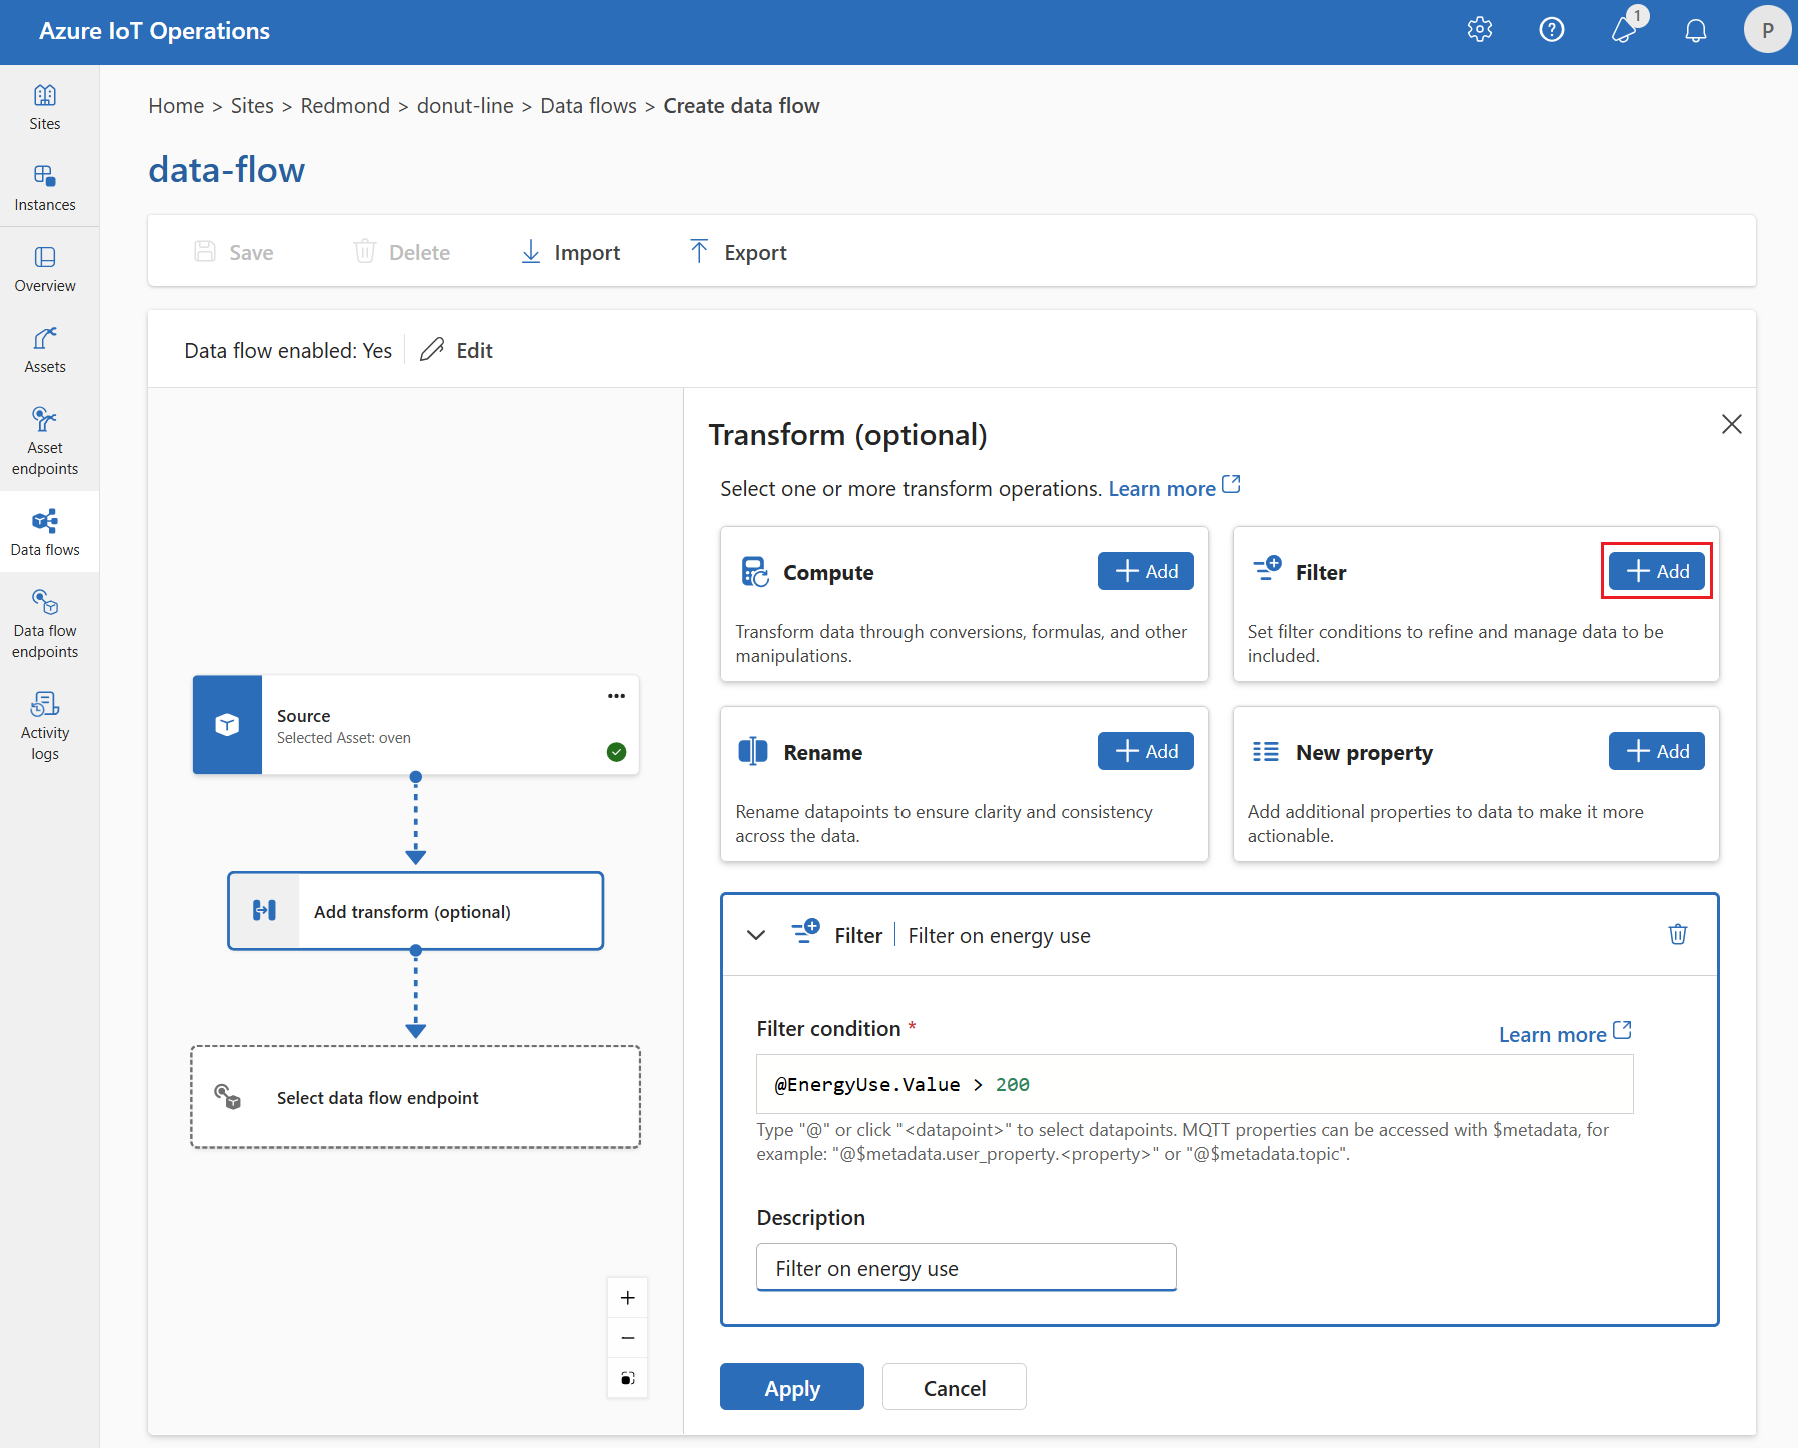 Azure IoT Operations
1
P
Sites
Instances
Overview
Assets
Asset
endpoints
Data flows
Data flow
endpoints
Activity
logs
Home > Sites > Redmond > donut-line > Data flows > Create data flow
data-flow
Save
Delete
Import
Export
Data flow enabled: Yes
Edit
Source
Selected Asset: oven
Add transform (optional)
Select data flow endpoint
Transform (optional)
Select one or more transform operations. Learn more
Compute
Add
Transform data through conversions, formulas, and other
manipulations.
Filter
Add
Set filter conditions to refine and manage data to be
included.
Rename
Add
Rename datapoints to ensure clarity and consistency
across the data.
New property
Add
Add additional properties to data to make it more
actionable.
Filter | Filter on energy use
Filter condition *
Learn more
@EnergyUse.Value > 200
Type "@" or click "<datapoint>" to select datapoints. MQTT properties can be accessed with $metadata, for
example: "@$metadata.user_property.<property>" or "@$metadata.topic".
Description
Filter on energy use
Apply
Cancel